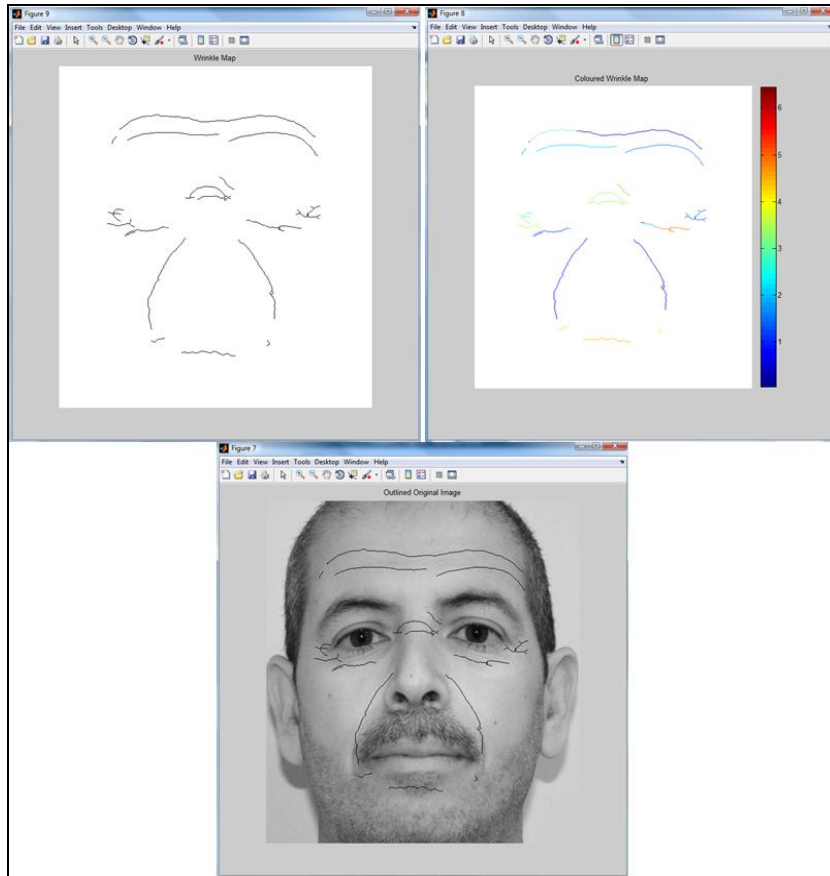 Figure 9
File Edit View Insert Tools Desktop Window Help
Wrinkle Map
Figure 8
File Edit View Insert Tools Desktop Window Help
Coloured Wrinkle Map
6
5
4
3
2
1
Figure 7
File Edit View Insert Tools Desktop Window Help
Outlined Original Image